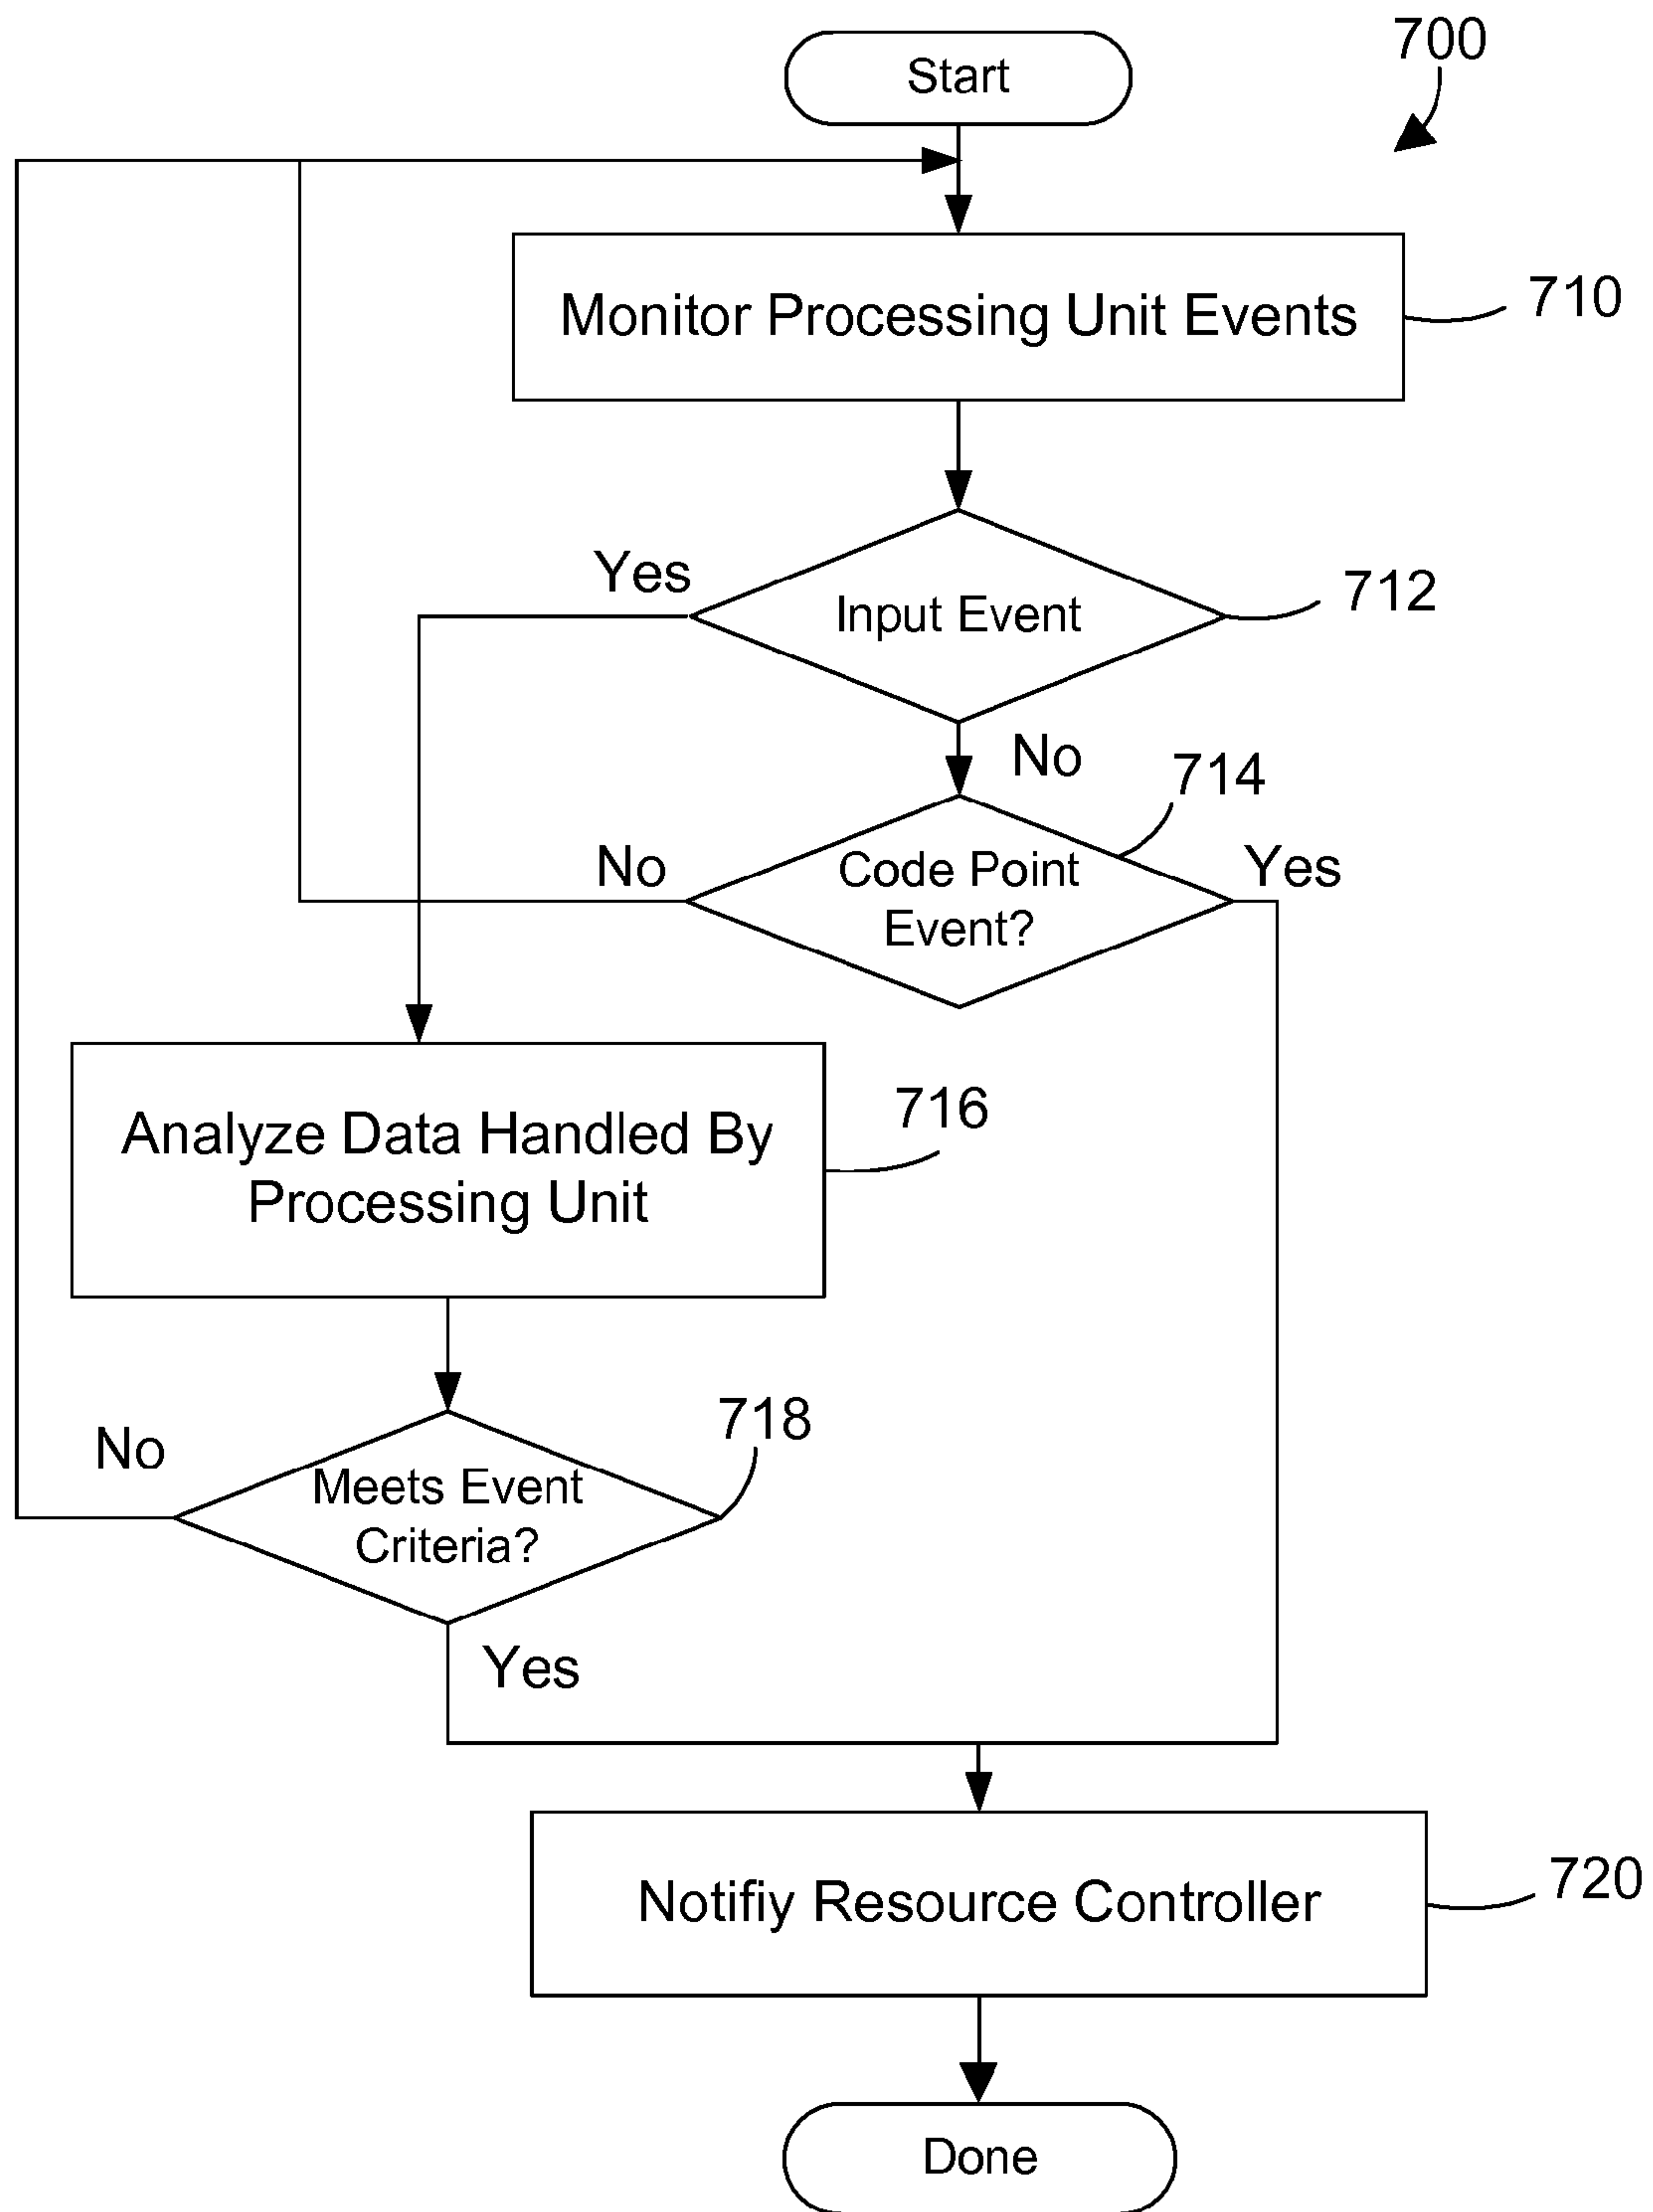 700
Start
Monitor Processing Unit Events
710
Yes
Input Event
712
No
714
No
Code Point
Event?
Yes
Analyze Data Handled By
Processing Unit
716
718
No
Meets Event
Criteria?
Yes
Notifiy Resource Controller
720
Done